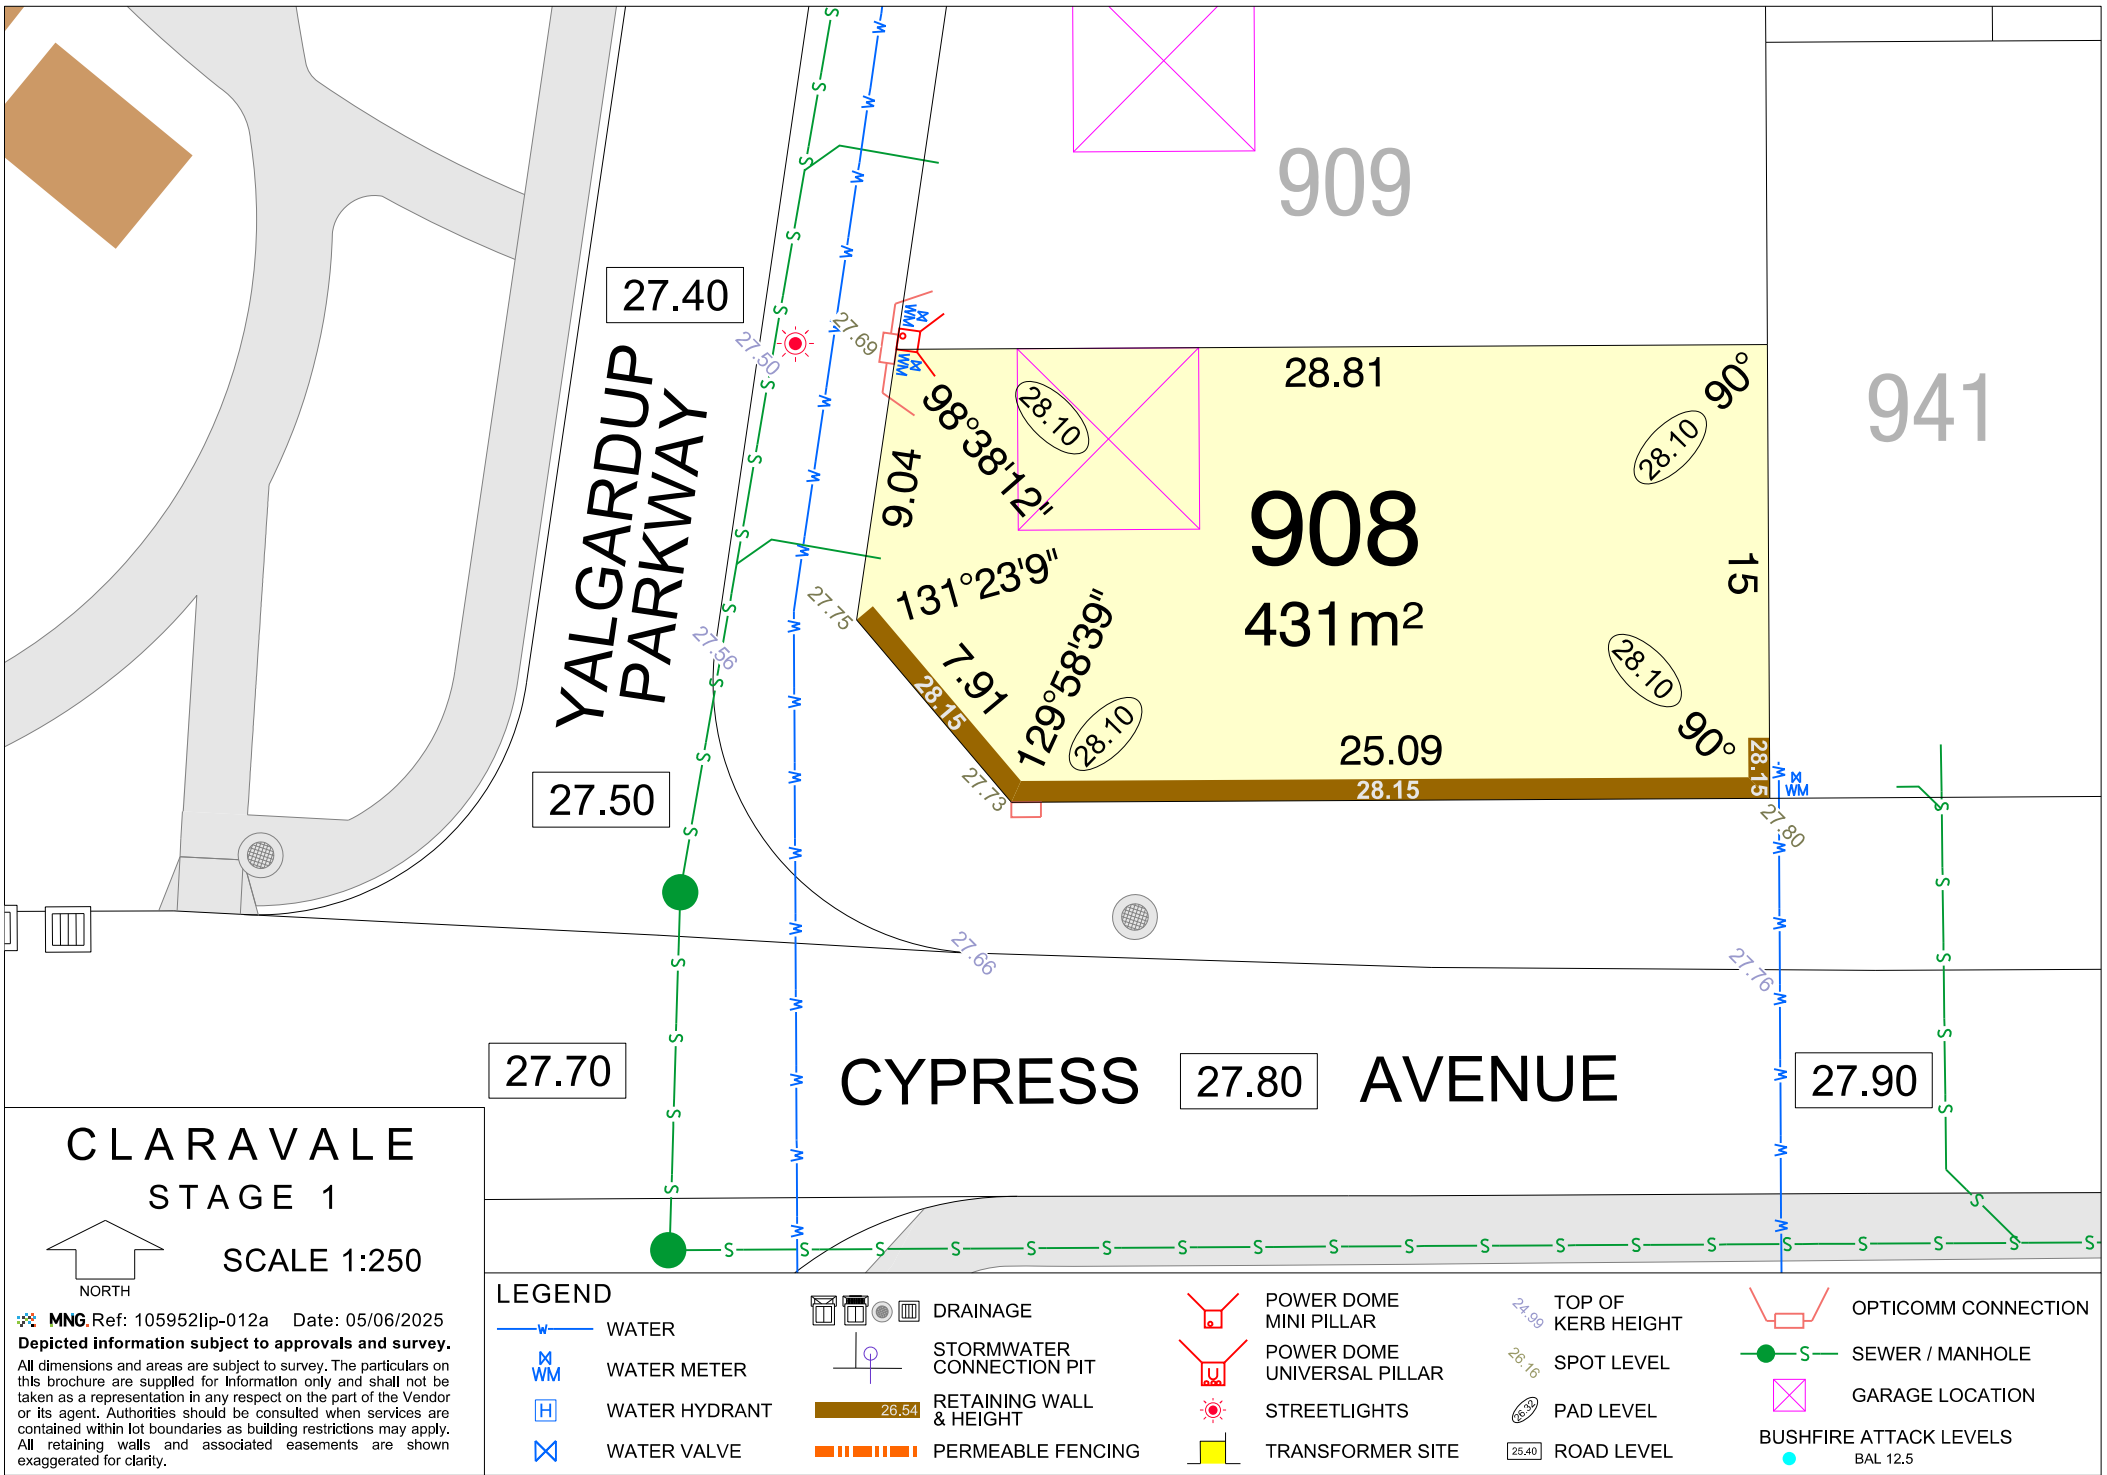 909
941
27.40
27.50
27.69
YALGARDUP
PARKWAY
28.81
90°
28.10
28.10
98°38'12"
9.04
908
431m²
15
131°23'9"
27.75
27.56
7.91
28.15
129°58'39"
28.10
28.10
90°
25.09
28.15
28.15
27.73
27.80
WM
WM
WM
27.50
27.66
27.76
27.70
CYPRESS
27.80
AVENUE
27.90
CLARAVALE
STAGE 1
SCALE 1:250
NORTH
MNG Ref: 105952lip-012a Date: 05/06/2025
Depicted information subject to approvals and survey.
All dimensions and areas are subject to survey. The particulars on
this brochure are supplied for information only and shall not be
taken as a representation in any respect on the part of the Vendor
or its agent. Authorities should be consulted when services are
contained within lot boundaries as building restrictions may apply.
All retaining walls and associated easements are shown
exaggerated for clarity.
LEGEND
W WATER
WM WATER METER
H WATER HYDRANT
WATER VALVE
DRAINAGE
STORMWATER
CONNECTION PIT
26.54 RETAINING WALL
& HEIGHT
PERMEABLE FENCING
POWER DOME
MINI PILLAR
POWER DOME
UNIVERSAL PILLAR
U
STREETLIGHTS
TRANSFORMER SITE
24.99 TOP OF
KERB HEIGHT
26.16 SPOT LEVEL
26.32 PAD LEVEL
25.40 ROAD LEVEL
OPTICOMM CONNECTION
S SEWER / MANHOLE
GARAGE LOCATION
BUSHFIRE ATTACK LEVELS
BAL 12.5